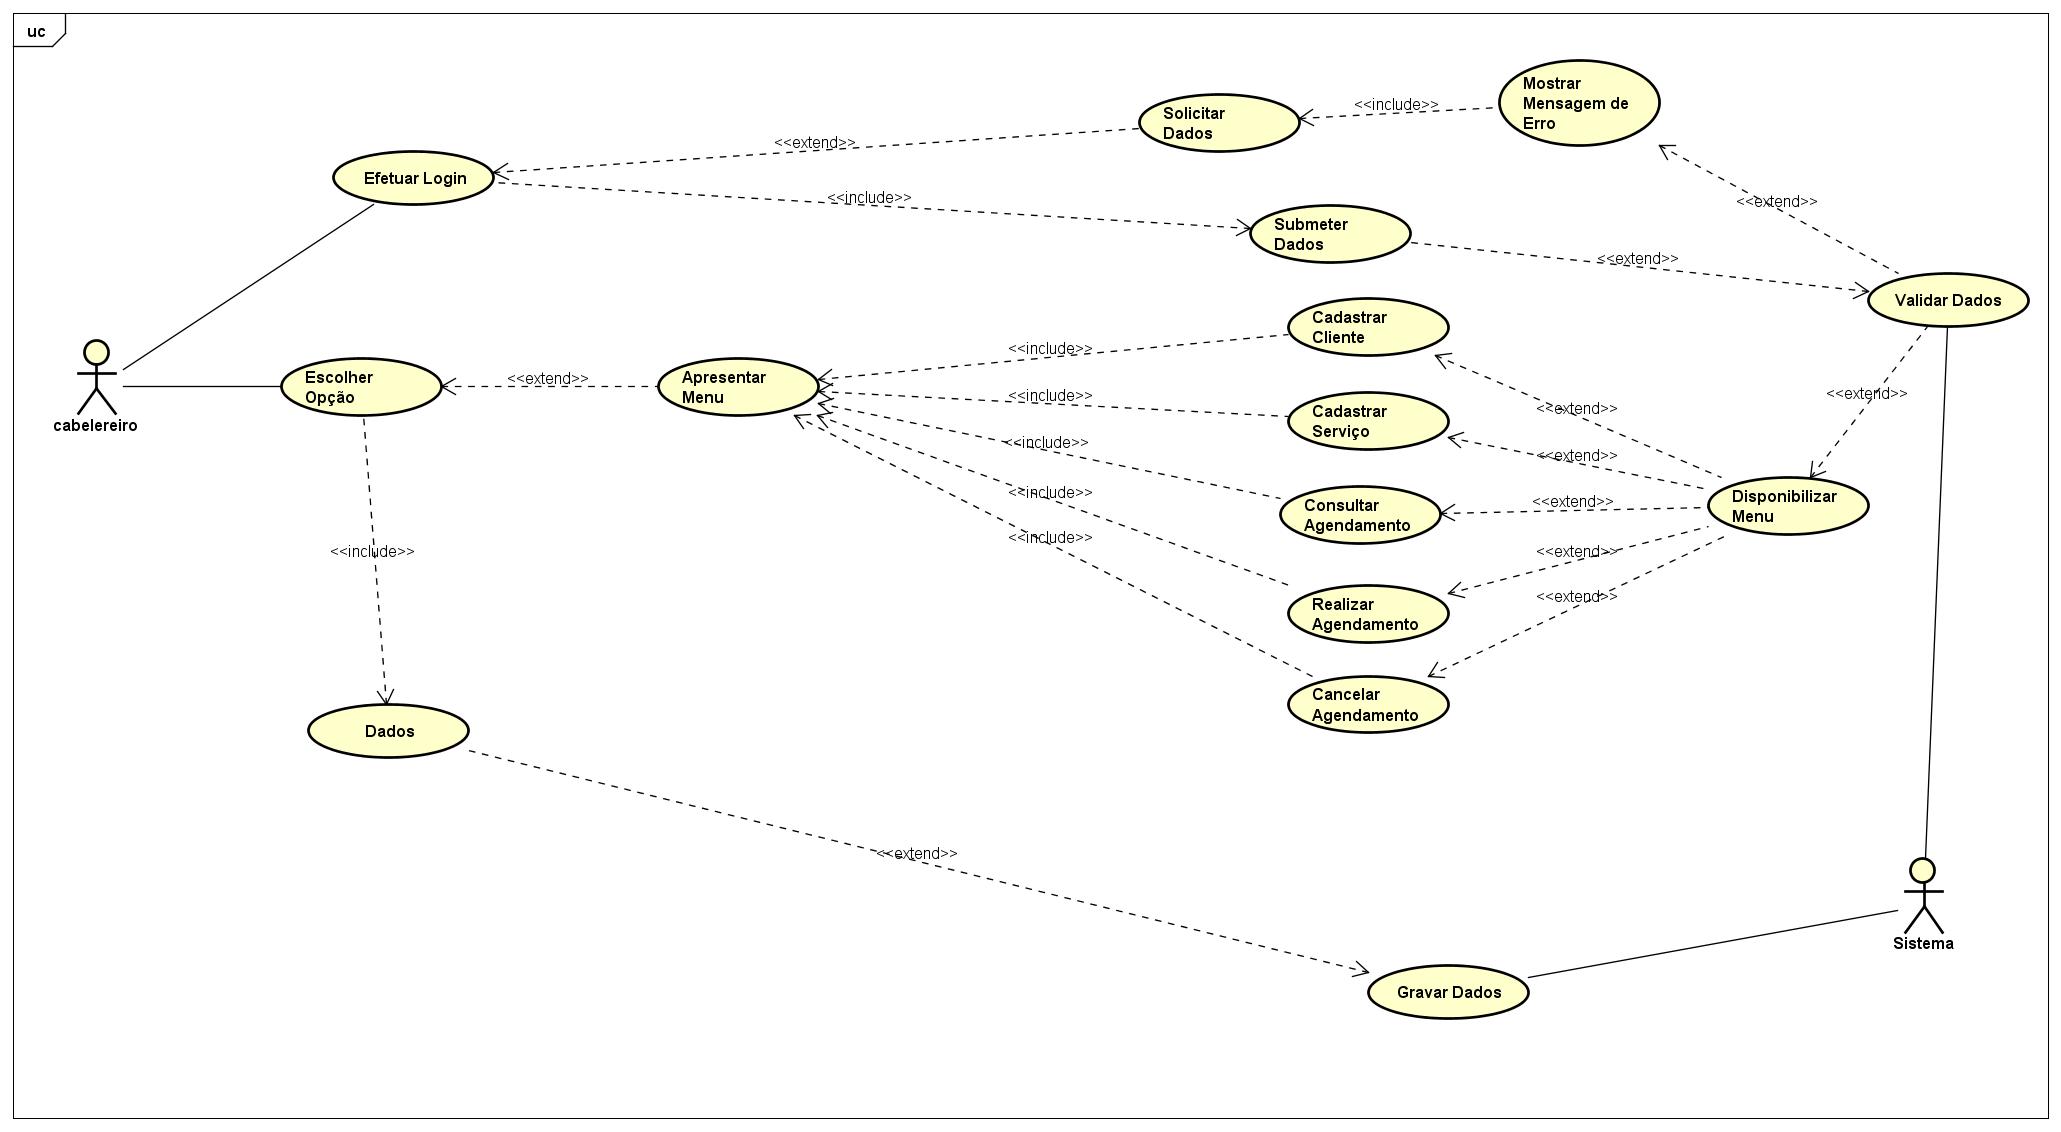 uc
Mostrar
Mensagem de
Erro
<<include>>
Solicitar
Dados
<<extend>>
Efetuar Login
<<include>>
<<extend>>
Submeter
Dados
<<extend>>
Validar Dados
Cadastrar
Cliente
<<include>>
cabelereiro
Escolher
Opção
<<extend>>
Apresentar
Menu
<<include>>
<<extend>>
<<extend>>
Cadastrar
Serviço
<<include>>
<<extend>>
Consultar
Agendamento
<<include>>
<<extend>>
Disponibilizar
Menu
<<include>>
<<include>>
<<extend>>
Realizar
Agendamento
<<extend>>
Cancelar
Agendamento
Dados
<<extend>>
Sistema
Gravar Dados